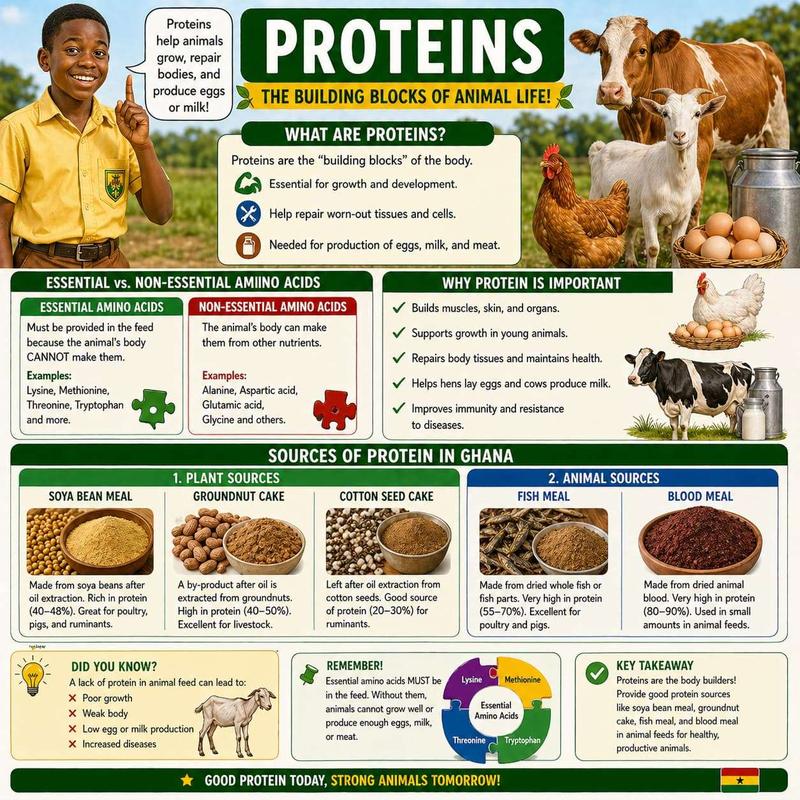 Proteins
help animals
grow, repair
bodies, and
produce eggs
or milk!
PROTEINS
THE BUILDING BLOCKS OF ANIMAL LIFE!
WHAT ARE PROTEINS?
Proteins are the “building blocks” of the body.
Essential for growth and development.
Help repair worn-out tissues and cells.
Needed for production of eggs, milk, and meat.
ESSENTIAL vs. NON-ESSENTIAL AMIINO ACIDS
ESSENTIAL AMINO ACIDS
Must be provided in the feed
because the animal's body
CANNOT make them.
Examples:
Lysine, Methionine,
Threonine, Tryptophan
and more.
NON-ESSENTIAL AMINO ACIDS
The animal's body can make
them from other nutrients.
Examples:
Alanine, Aspartic acid,
Glutamic acid,
Glycine and others.
WHY PROTEIN IS IMPORTANT
Builds muscles, skin, and organs.
Supports growth in young animals.
Repairs body tissues and maintains health.
Helps hens lay eggs and cows produce milk.
Improves immunity and resistance
to diseases.
SOURCES OF PROTEIN IN GHANA
1. PLANT SOURCES
SOYA BEAN MEAL
Made from soya beans after
oil extraction. Rich in protein
(40–48%). Great for poultry,
pigs, and ruminants.
GROUNDNUT CAKE
A by-product after oil is
extracted from groundnuts.
High in protein (40–50%).
Excellent for livestock.
COTTON SEED CAKE
Left after oil extraction from
cotton seeds. Good source
of protein (20–30%) for
ruminants.
2. ANIMAL SOURCES
FISH MEAL
Made from dried whole fish or
fish parts. Very high in protein
(55–70%). Excellent for
poultry and pigs.
BLOOD MEAL
Made from dried animal
blood. Very high in protein
(80–90%). Used in small
amounts in animal feeds.
DID YOU KNOW?
A lack of protein in animal feed can lead to:
Poor growth
Weak body
Low egg or milk production
Increased diseases
REMEMBER!
Essential amino acids MUST be
in the feed. Without them,
animals cannot grow well or
produce enough eggs, milk,
or meat.
Lysine
Methionine
Essential
Amino Acids
Threonine
Tryptophan
KEY TAKEAWAY
Proteins are the body builders!
Provide good protein sources
like soya bean meal, groundnut
cake, fish meal, and blood meal
in animal feeds for healthy,
productive animals.
GOOD PROTEIN TODAY, STRONG ANIMALS TOMORROW!